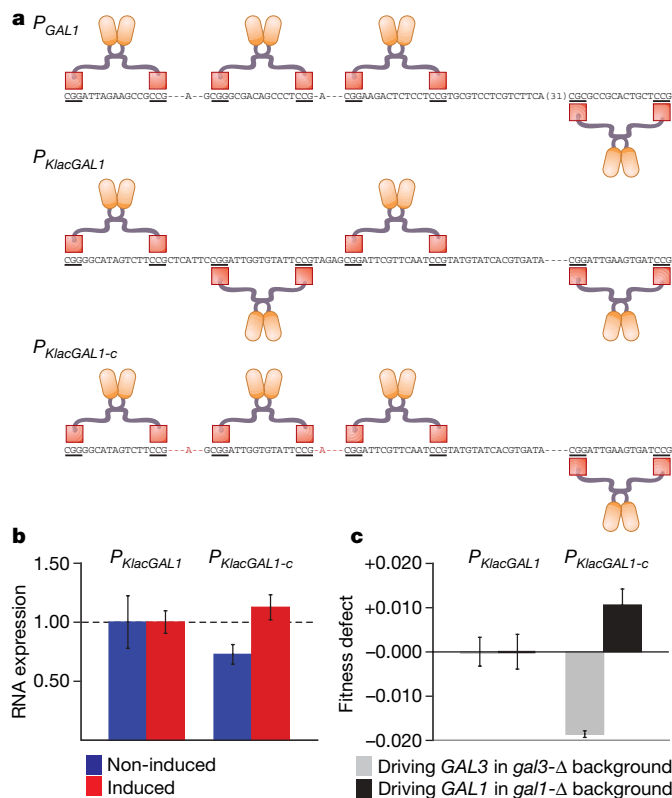 a
P_GAL1
CGGATTAGAAGCCGCCG---A--GCGGGCGACAGCCCTCCG-A---CGGAAGACTCTCCTCCGTGCGTCCTCGTCTTCA(31)CGCGCCGCACTGCTCCG
P_KlacGAL1
CGGGGCATAGTCTTCCGCTCATTCCGGATTGGTGTATTCCGTAGAGCGGATTCGTTCAATCCGTATGTATCACGTGATA----CGGATTGAAGTGATCCG
P_KlacGAL1-c
CGGGGCATAGTCTTCCG---A--GCGGATTGGTGTATTCCG-A---CGGATTCGTTCAATCCGTATGTATCACGTGATA----CGGATTGAAGTGATCCG
b
P_KlacGAL1 P_KlacGAL1-c
1.50
1.00
0.50
RNA expression
Non-induced
Induced
c
P_KlacGAL1 P_KlacGAL1-c
+0.020
+0.010
−0.000
−0.010
−0.020
Fitness defect
Driving GAL3 in gal3-Δ background
Driving GAL1 in gal1-Δ background